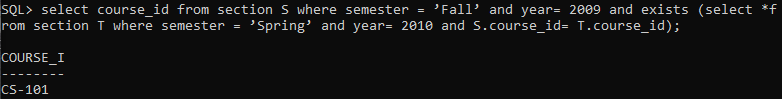 SQL> select course_id from section S where semester = ’Fall’ and year= 2009 and exists (select *f
rom section T where semester = ’Spring’ and year= 2010 and S.course_id= T.course_id);
COURSE_I
--------
CS-101